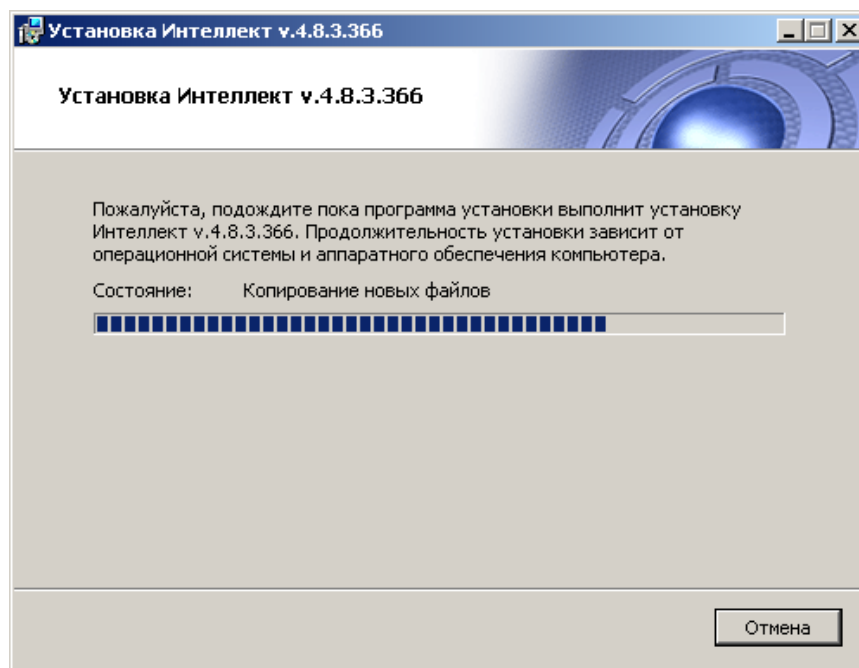 Установка Интеллект v.4.8.3.366
Установка Интеллект v.4.8.3.366
Пожалуйста, подождите пока программа установки выполнит установку
Интеллект v.4.8.3.366. Продолжительность установки зависит от
операционной системы и аппаратного обеспечения компьютера.
Состояние: Копирование новых файлов
Отмена